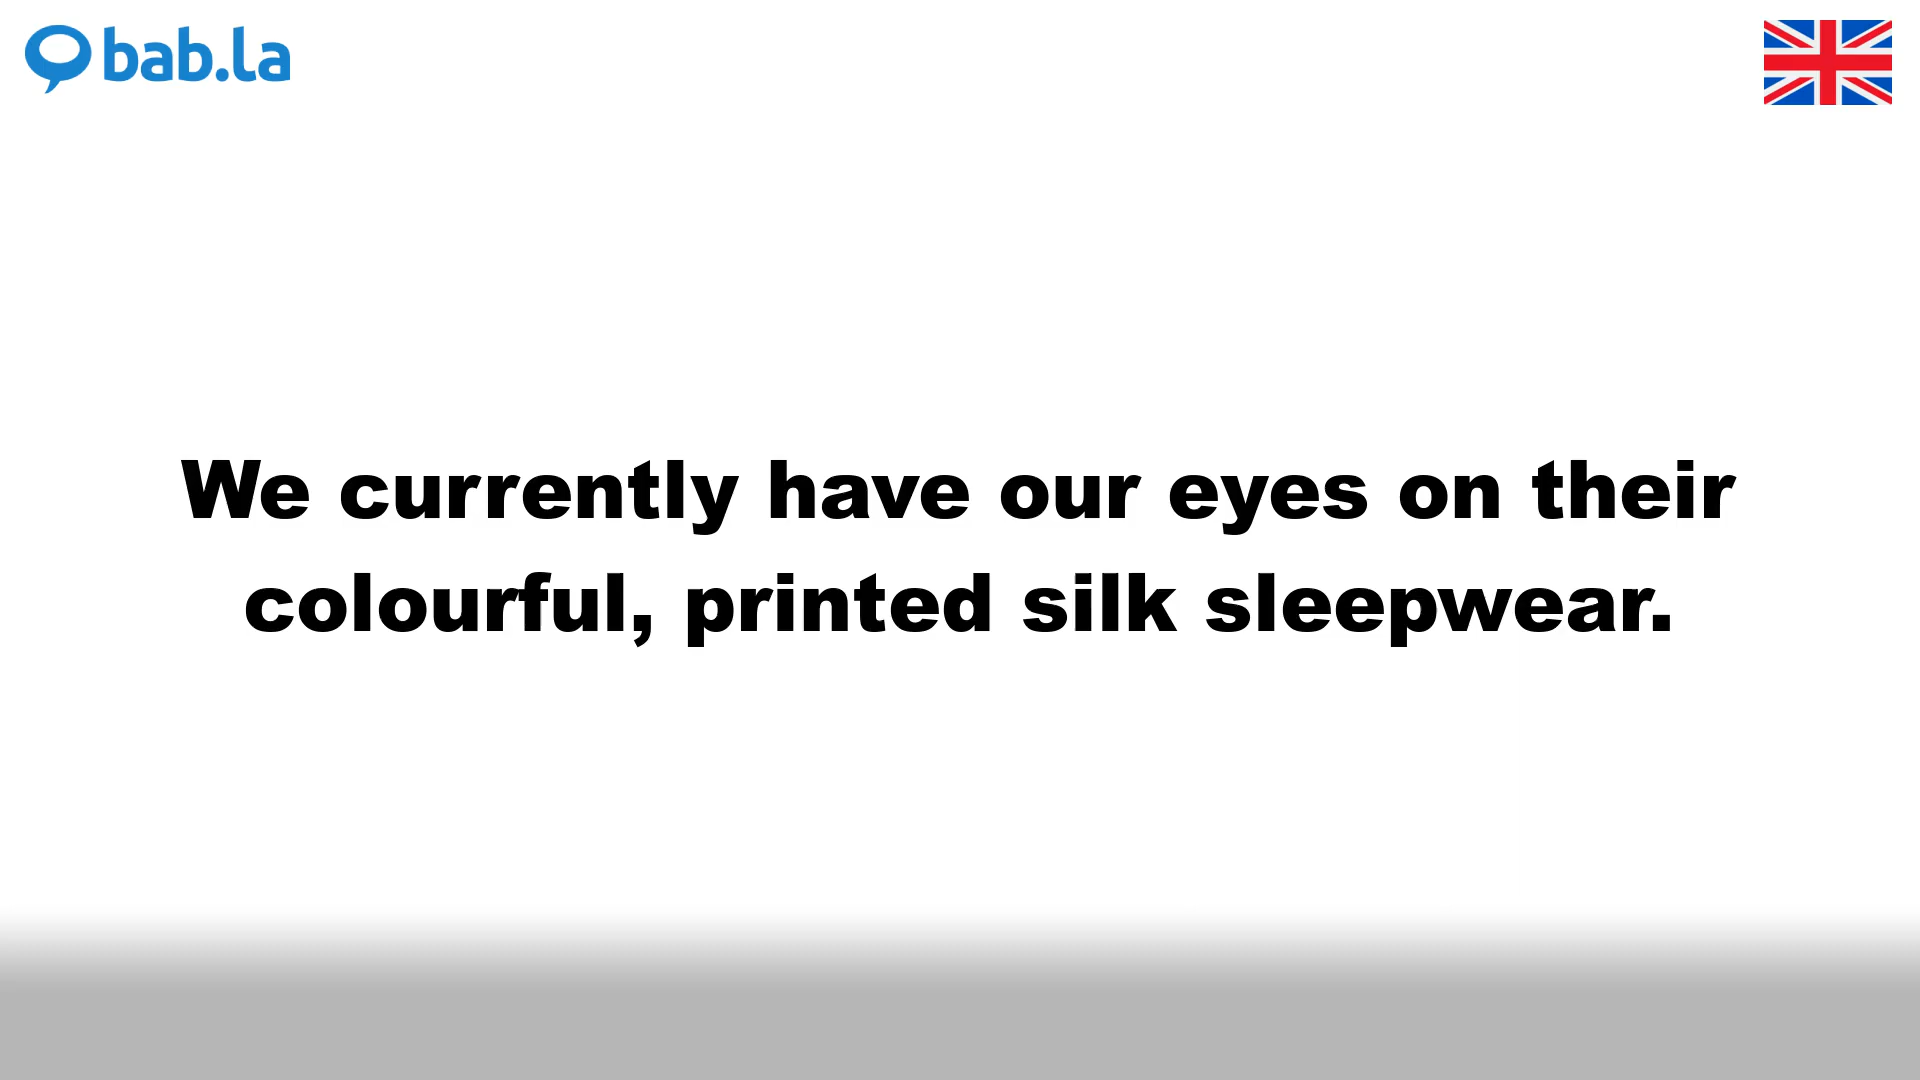 bab.la
We currently have our eyes on their
colourful, printed silk sleepwear.